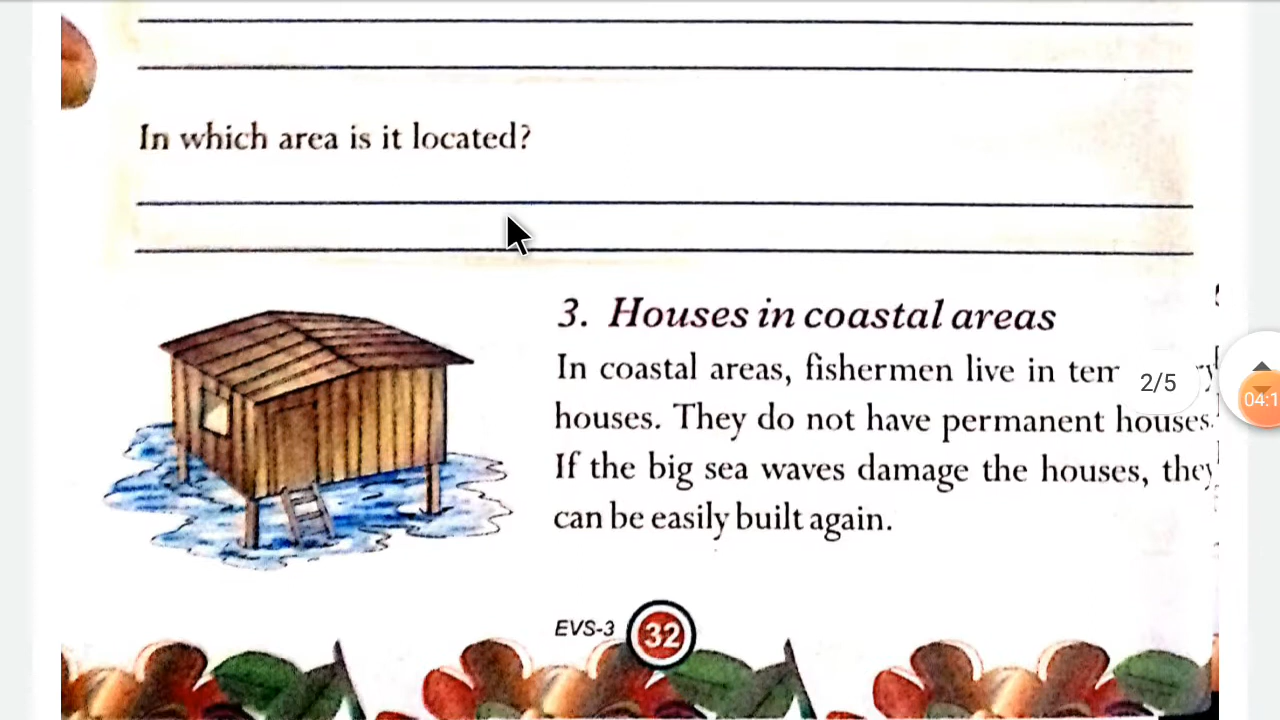 In which area is it located?
3. Houses in coastal areas
In coastal areas, fishermen live in
2/5
houses. They do not have permanent houses.
04:1
If the big sea waves damage the houses, they
can be easily built again.
EVS-3 32